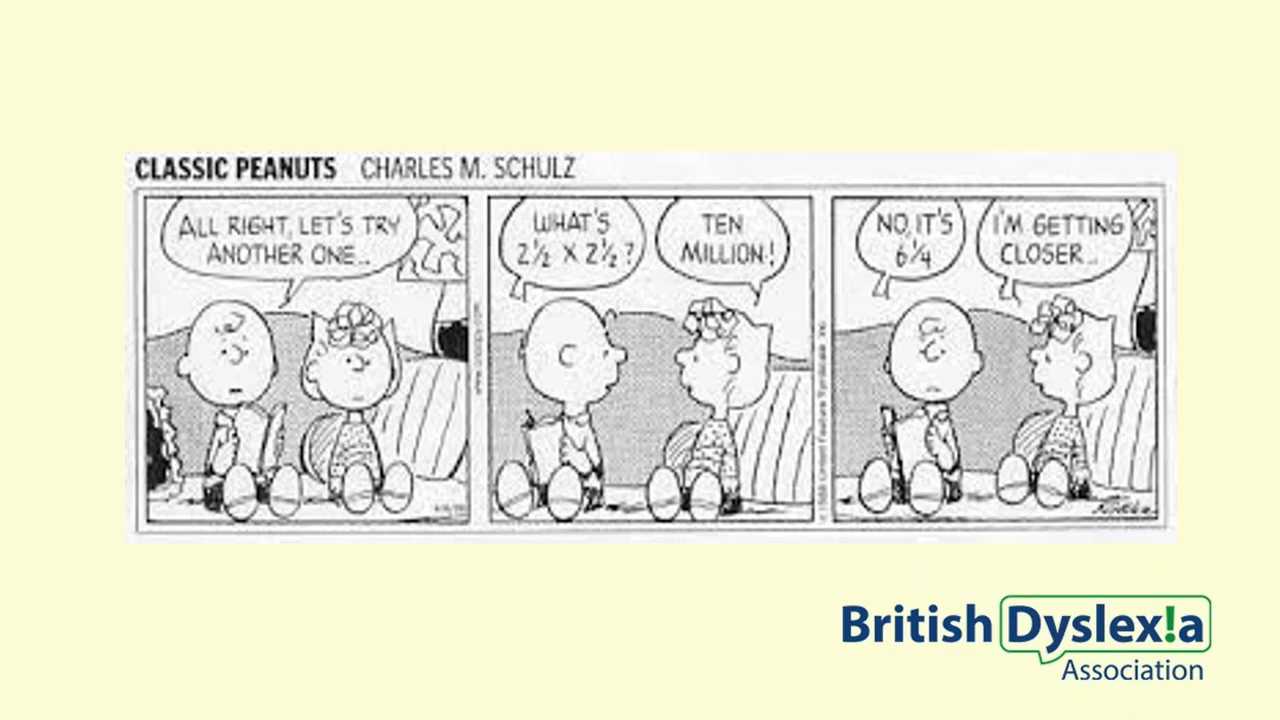 CLASSIC PEANUTS CHARLES M. SCHULZ
ALL RIGHT, LET'S TRY
ANOTHER ONE..
WHAT'S
2½ X 2½ ?
TEN
MILLION!
NO, IT'S
6¼
I'M GETTING
CLOSER..
British Dyslex!a
Association